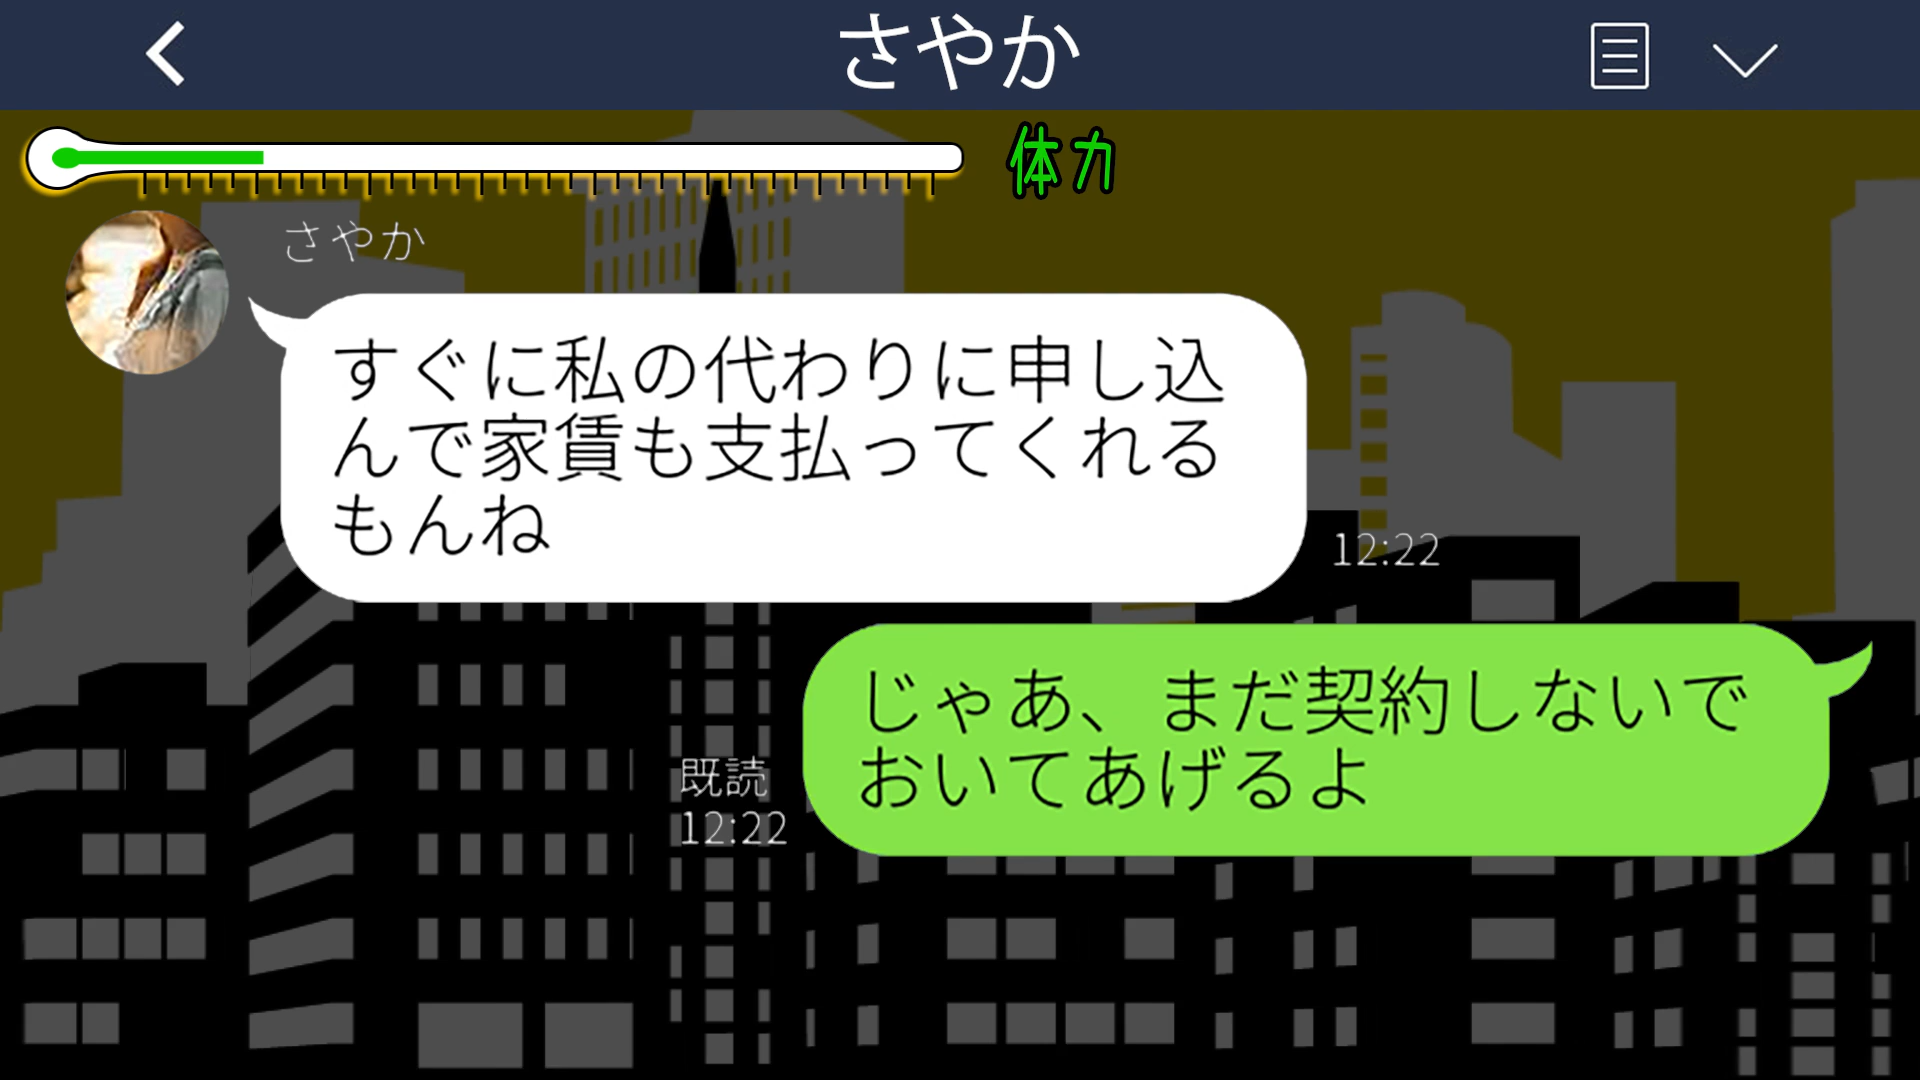 さやか
体力
さやか
すぐに私の代わりに申し込
んで家賃も支払ってくれる
もんね
12:22
じゃあ、まだ契約しないで
おいてあげるよ
既読
12:22